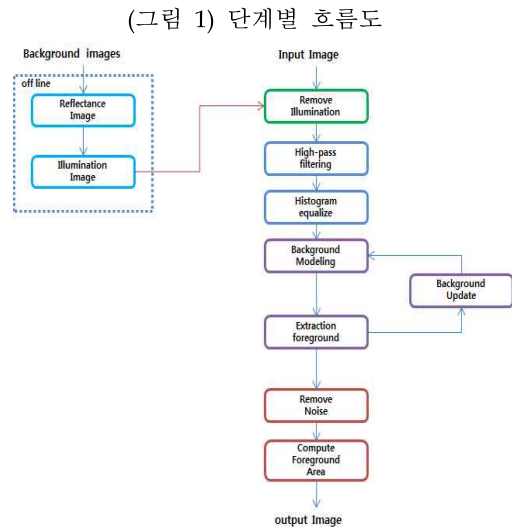 (그림 1) 단계별 흐름도
Background images
off line
Reflectance
Image
Illumination
Image
Input Image
Remove
Illumination
High-pass
filtering
Histogram
equalize
Background
Modeling
Background
Update
Extraction
foreground
Remove
Noise
Compute
Foreground
Area
output Image